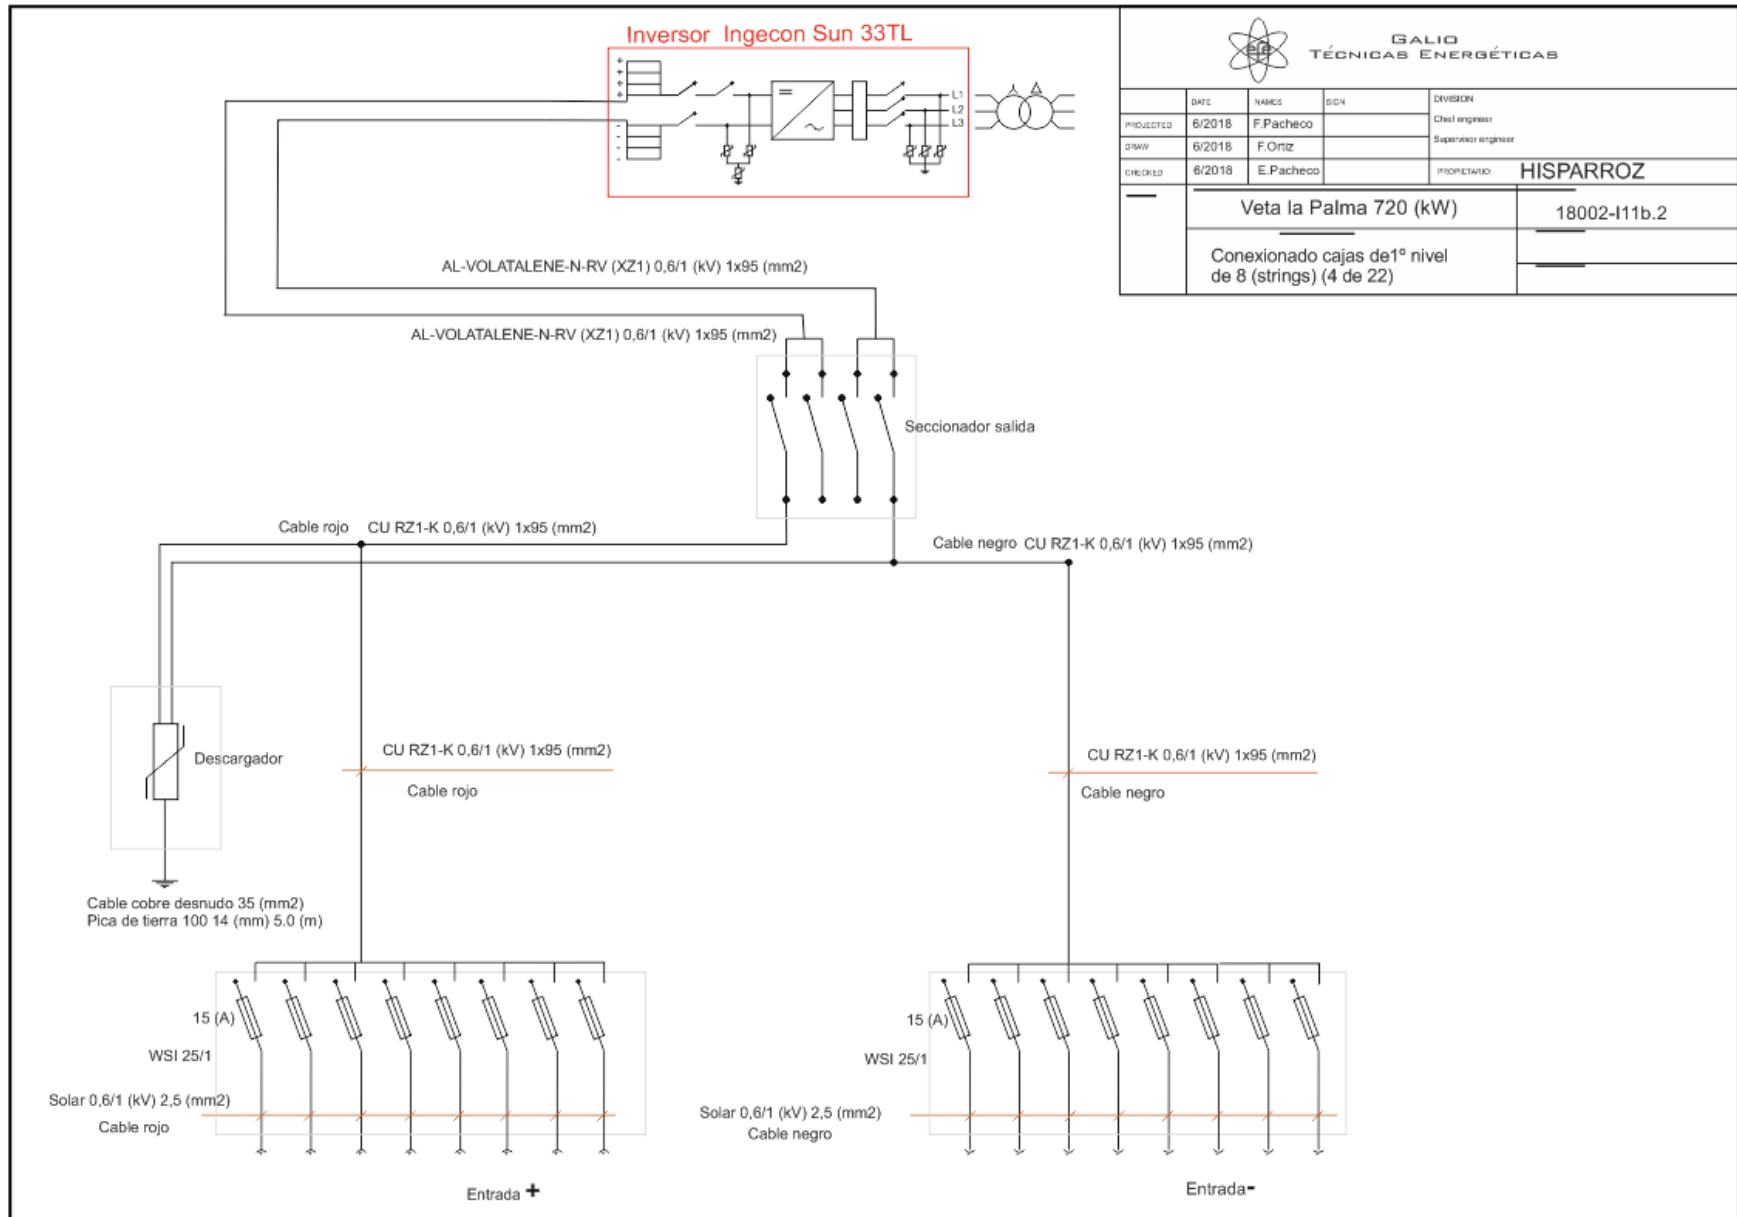 Inversor Ingecon Sun 33TL
+
+
+
+
-
-
-
-
L1
L2
L3
GALIO
TÉCNICAS ENERGÉTICAS
DATE NAMES SIGN DIVISION
PROJECTED 6/2018 F.Pacheco Chief engineer
DRAW 6/2018 F.Ortiz Supervisor engineer
CHECKED 6/2018 E.Pacheco PROPIETARIO: HISPARROZ
Veta la Palma 720 (kW) 18002-I11b.2
Conexionado cajas de1º nivel
de 8 (strings) (4 de 22)
AL-VOLATALENE-N-RV (XZ1) 0,6/1 (kV) 1x95 (mm2)
AL-VOLATALENE-N-RV (XZ1) 0,6/1 (kV) 1x95 (mm2)
Seccionador salida
Cable rojo CU RZ1-K 0,6/1 (kV) 1x95 (mm2)
Cable negro CU RZ1-K 0,6/1 (kV) 1x95 (mm2)
Descargador
CU RZ1-K 0,6/1 (kV) 1x95 (mm2)
Cable rojo
CU RZ1-K 0,6/1 (kV) 1x95 (mm2)
Cable negro
Cable cobre desnudo 35 (mm2)
Pica de tierra 100 14 (mm) 5.0 (m)
15 (A)
WSI 25/1
Solar 0,6/1 (kV) 2,5 (mm2)
Cable rojo
Entrada +
15 (A)
WSI 25/1
Solar 0,6/1 (kV) 2,5 (mm2)
Cable negro
Entrada-